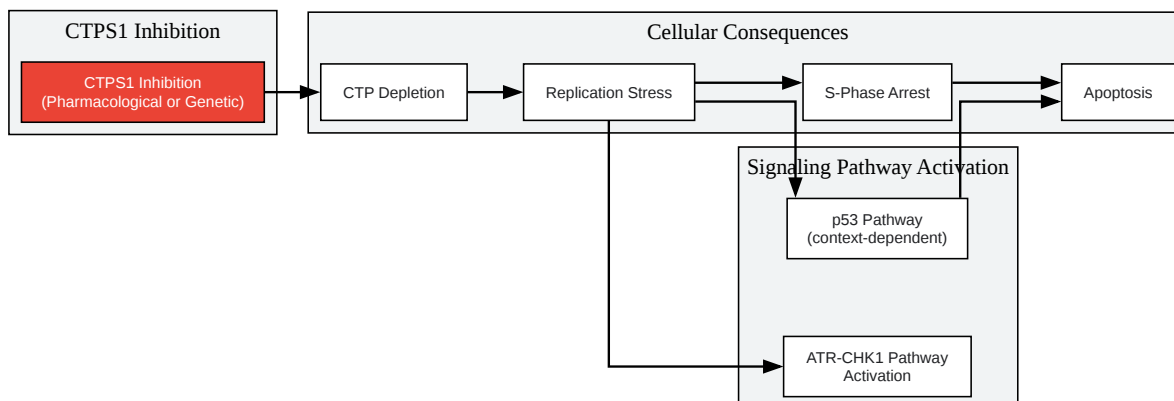 CTPS1 Inhibition
CTPS1 Inhibition
(Pharmacological or Genetic)
Cellular Consequences
CTP Depletion
Replication Stress
S-Phase Arrest
Apoptosis
Signaling Pathway Activation
p53 Pathway
(context-dependent)
ATR-CHK1 Pathway
Activation